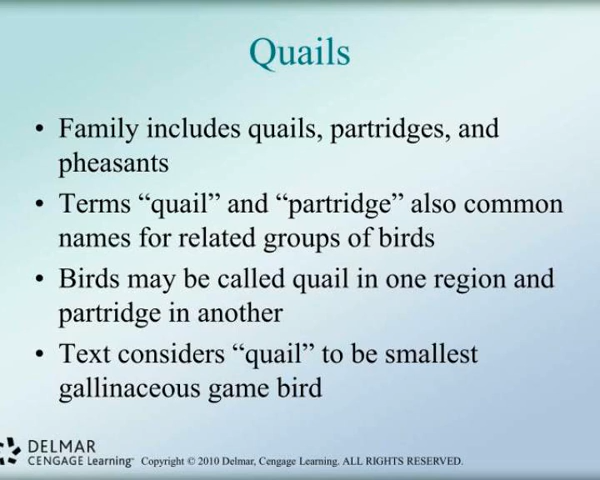 Quails
• Family includes quails, partridges, and
pheasants
• Terms “quail” and “partridge” also common
names for related groups of birds
• Birds may be called quail in one region and
partridge in another
• Text considers “quail” to be smallest
gallinaceous game bird
DELMAR
CENGAGE Learning™ Copyright © 2010 Delmar, Cengage Learning. ALL RIGHTS RESERVED.